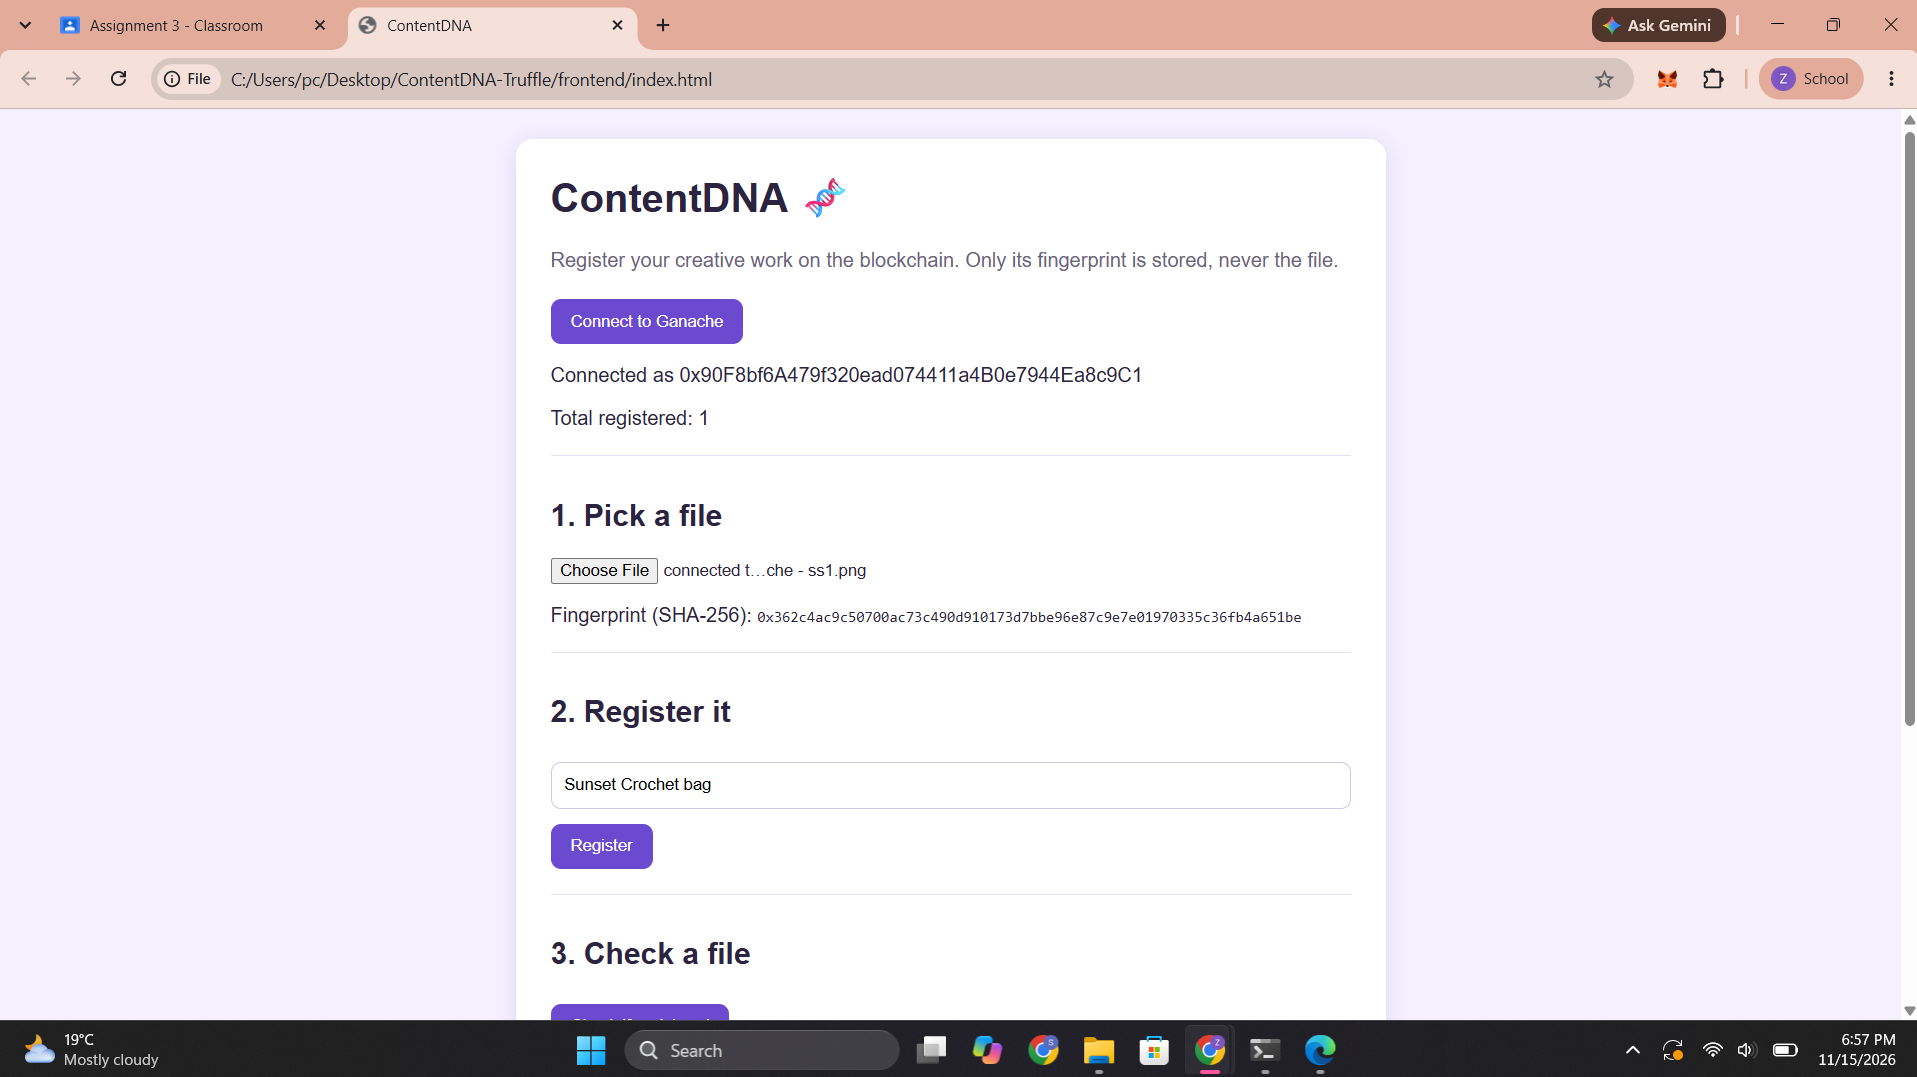 Assignment 3 - Classroom
ContentDNA
Ask Gemini
File
C:/Users/pc/Desktop/ContentDNA-Truffle/frontend/index.html
Z
School
ContentDNA
Register your creative work on the blockchain. Only its fingerprint is stored, never the file.
Connect to Ganache
Connected as 0x90F8bf6A479f320ead074411a4B0e7944Ea8c9C1
Total registered: 1
1. Pick a file
Choose File connected t...che - ss1.png
Fingerprint (SHA-256): 0x362c4ac9c50700ac73c490d910173d7bbe96e87c9e7e01970335c36fb4a651be
2. Register it
Sunset Crochet bag
Register
3. Check a file
19°C
Mostly cloudy
Search
S
Z
6:57 PM
11/15/2026